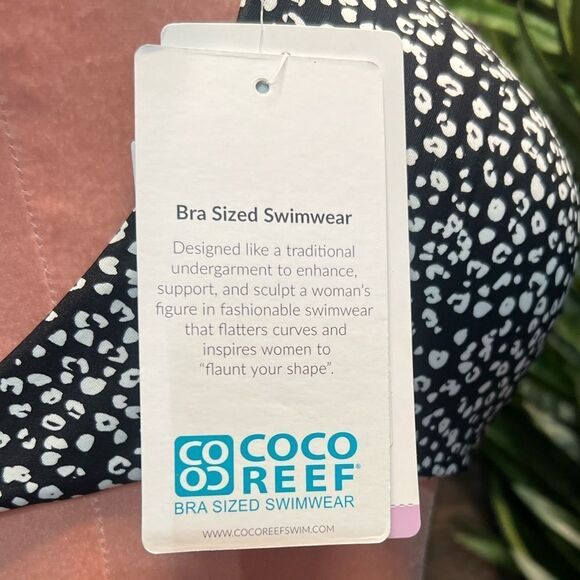 Bra Sized Swimwear
Designed like a traditional
undergarment to enhance,
support, and sculpt a woman's
figure in fashionable swimwear
that flatters curves and
inspires women to
"flaunt your shape".
CO
CO
COCO
REEF®
BRA SIZED SWIMWEAR
WWW.COCOREEFSWIM.COM